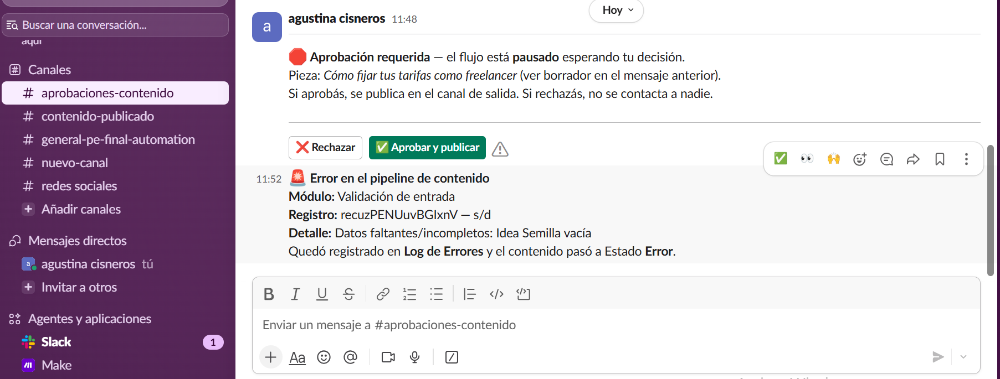 Buscar una conversación...
aquí
Canales
# aprobaciones-contenido
# contenido-publicado
# general-pe-final-automation
# nuevo-canal
# redes sociales
+ Añadir canales
Mensajes directos
a agustina cisneros tú
+ Invitar a otros
Agentes y aplicaciones
Slack 1
Make
Hoy
a
agustina cisneros 11:48
🛑 Aprobación requerida — el flujo está pausado esperando tu decisión.
Pieza: Cómo fijar tus tarifas como freelancer (ver borrador en el mensaje anterior).
Si aprobás, se publica en el canal de salida. Si rechazás, no se contacta a nadie.
❌ Rechazar ✅ Aprobar y publicar
11:52 🚨 Error en el pipeline de contenido
Módulo: Validación de entrada
Registro: recuzPENUuvBGIxnV — s/d
Detalle: Datos faltantes/incompletos: Idea Semilla vacía
Quedó registrado en Log de Errores y el contenido pasó a Estado Error.
Enviar un mensaje a #aprobaciones-contenido
Aa